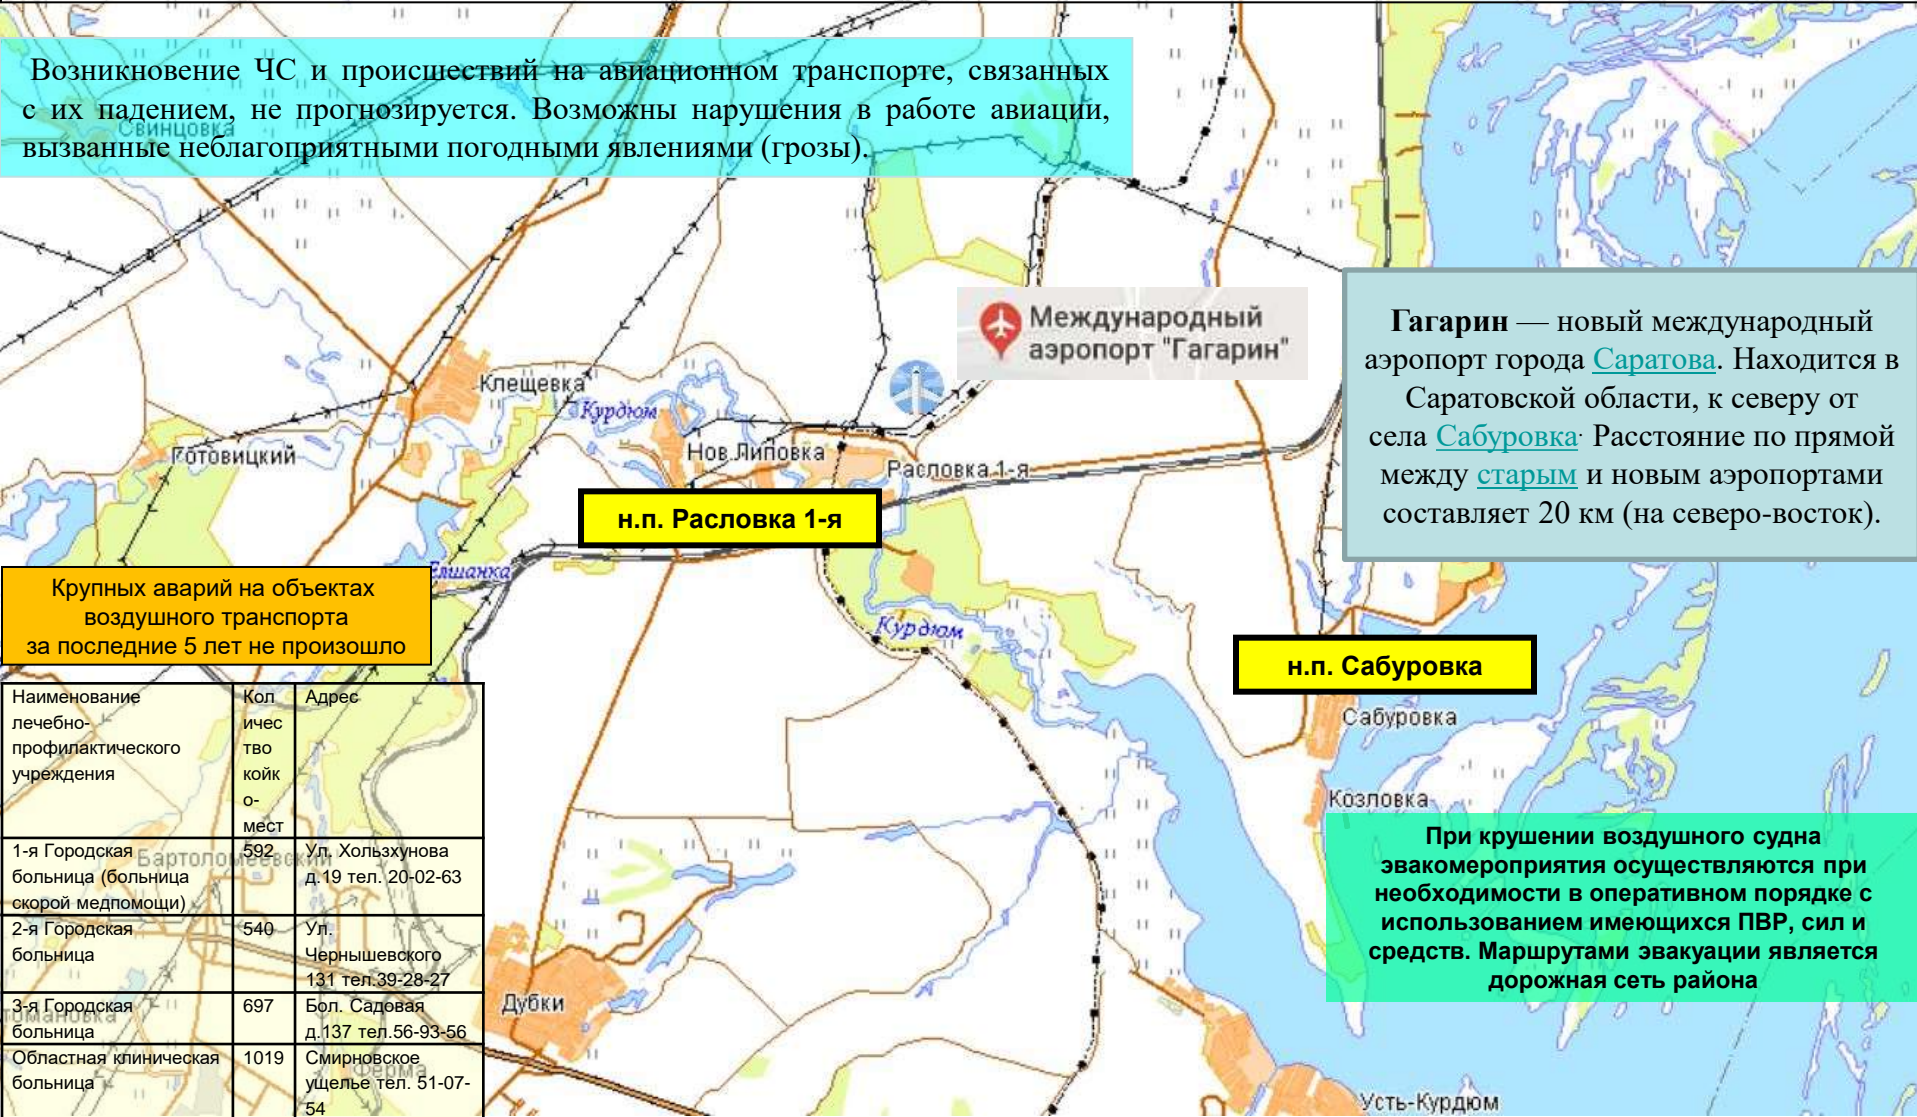 Возникновение ЧС и происшествий на авиационном транспорте, связанных
с их падением, не прогнозируется. Возможны нарушения в работе авиации,
вызванные неблагоприятными погодными явлениями (грозы).
Свинцовка
Международный
аэропорт "Гагарин"
Гагарин — новый международный
аэропорт города Саратова. Находится в
Саратовской области, к северу от
села Сабуровка. Расстояние по прямой
между старым и новым аэропортами
составляет 20 км (на северо-восток).
Клещевка
Курдюм
Готовицкий
Нов.Липовка
Расловка 1-я
н.п. Расловка 1-я
Елшанка
Курдюм
Крупных аварий на объектах
воздушного транспорта
за последние 5 лет не произошло
н.п. Сабуровка
Сабуровка
Козловка
Наименование
лечебно-
профилактического
учреждения
Кол
ичес
тво
койк
о-
мест
Адрес
1-я Городская
больница (больница
скорой медпомощи)
592
Ул. Хользхунова
д.19 тел. 20-02-63
2-я Городская
больница
540
Ул.
Чернышевского
131 тел.39-28-27
3-я Городская
больница
697
Бол. Садовая
д.137 тел.56-93-56
Областная клиническая
больница
1019
Смирновское
ущелье тел. 51-07-
54
Бартоломеевский
Ферма
Дубки
При крушении воздушного судна
эвакомероприятия осуществляются при
необходимости в оперативном порядке с
использованием имеющихся ПВР, сил и
средств. Маршрутами эвакуации является
дорожная сеть района
Усть-Курдюм